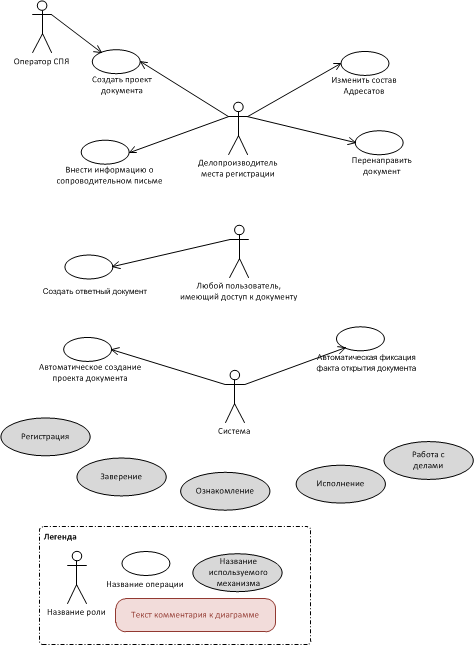 Оператор СПЯ
Создать проект
документа
Изменить состав
Адресатов
Внести информацию о
сопроводительном письме
Делопроизводитель
места регистрации
Перенаправить
документ
Создать ответный документ
Любой пользователь,
имеющий доступ к документу
Автоматическое создание
проекта документа
Автоматическая фиксация
факта открытия документа
Система
Регистрация
Заверение
Ознакомление
Исполнение
Работа с
делами
Легенда
Название роли
Название операции
Название
используемого
механизма
Текст комментария к диаграмме